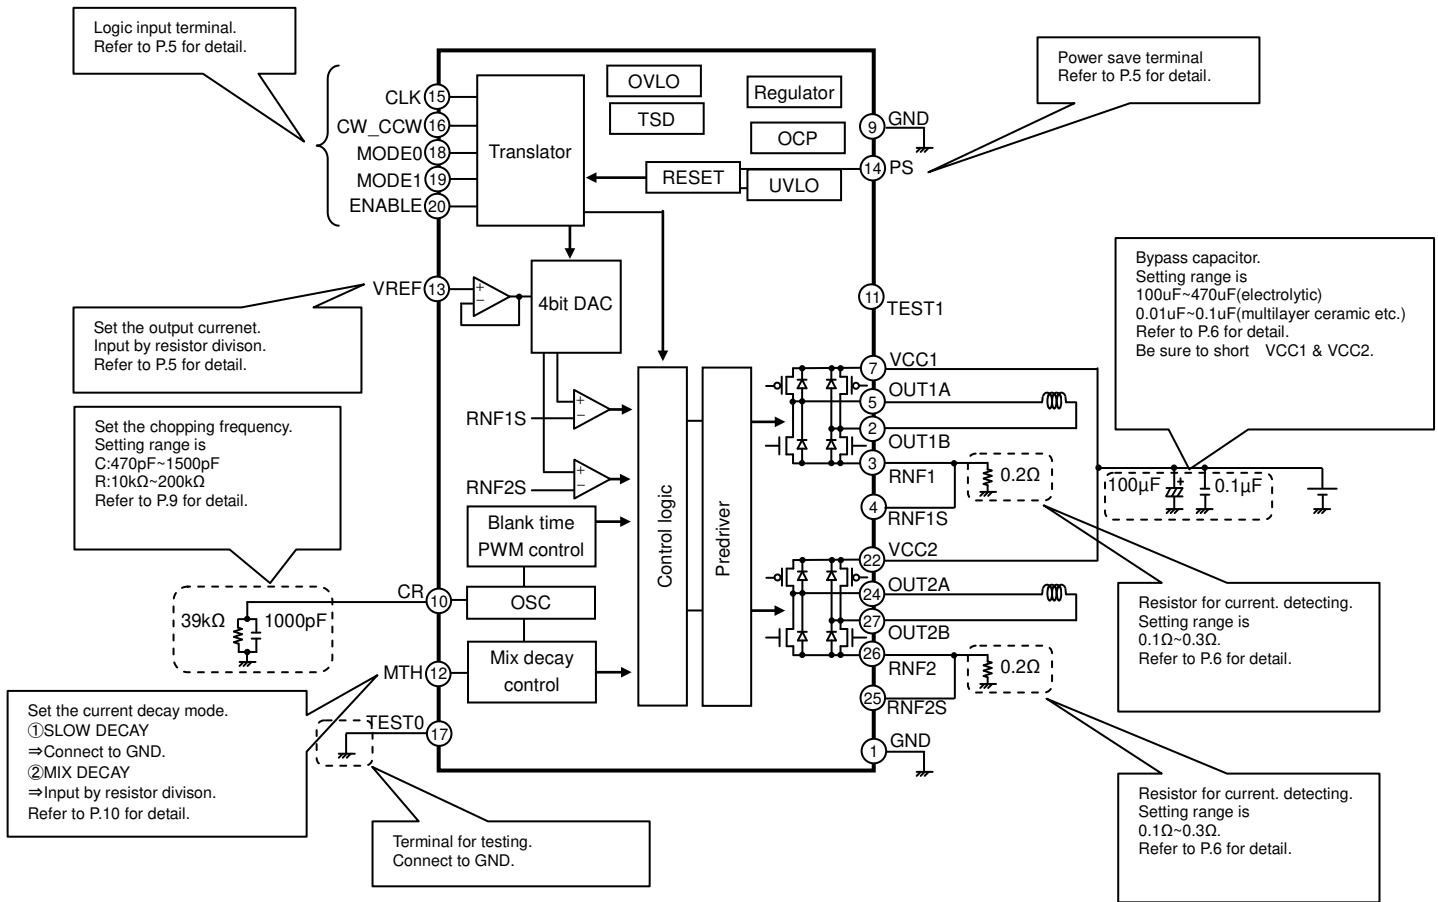 Logic input terminal.
Refer to P.5 for detail.
Power save terminal
Refer to P.5 for detail.
OVLO
TSD
Regulator
OCP
RESET
UVLO
CLK 15
CW_CCW 16
MODE0 18
MODE1 19
ENABLE 20
Translator
9 GND
14 PS
VREF 13
+
−
4bit DAC
11
TEST1
Set the output currenet.
Input by resistor divison.
Refer to P.5 for detail.
Bypass capacitor.
Setting range is
100uF~470uF(electrolytic)
0.01uF~0.1uF(multilayer ceramic etc.)
Refer to P.6 for detail.
Be sure to short VCC1 & VCC2.
Set the chopping frequency.
Setting range is
C:470pF~1500pF
R:10kΩ~200kΩ
Refer to P.9 for detail.
RNF1S
+
−
RNF2S
+
−
Blank time
PWM control
OSC
Mix decay
control
Control logic
Predriver
7 VCC1
5 OUT1A
2
OUT1B
3
RNF1
0.2Ω
4
RNF1S
100µF
+
0.1µF
22 VCC2
24 OUT2A
27
OUT2B
26
RNF2
0.2Ω
25
RNF2S
1 GND
CR 10
39kΩ
1000pF
MTH 12
TEST0
17
Resistor for current. detecting.
Setting range is
0.1Ω~0.3Ω.
Refer to P.6 for detail.
Set the current decay mode.
①SLOW DECAY
⇒Connect to GND.
②MIX DECAY
⇒Input by resistor divison.
Refer to P.10 for detail.
Terminal for testing.
Connect to GND.
Resistor for current. detecting.
Setting range is
0.1Ω~0.3Ω.
Refer to P.6 for detail.